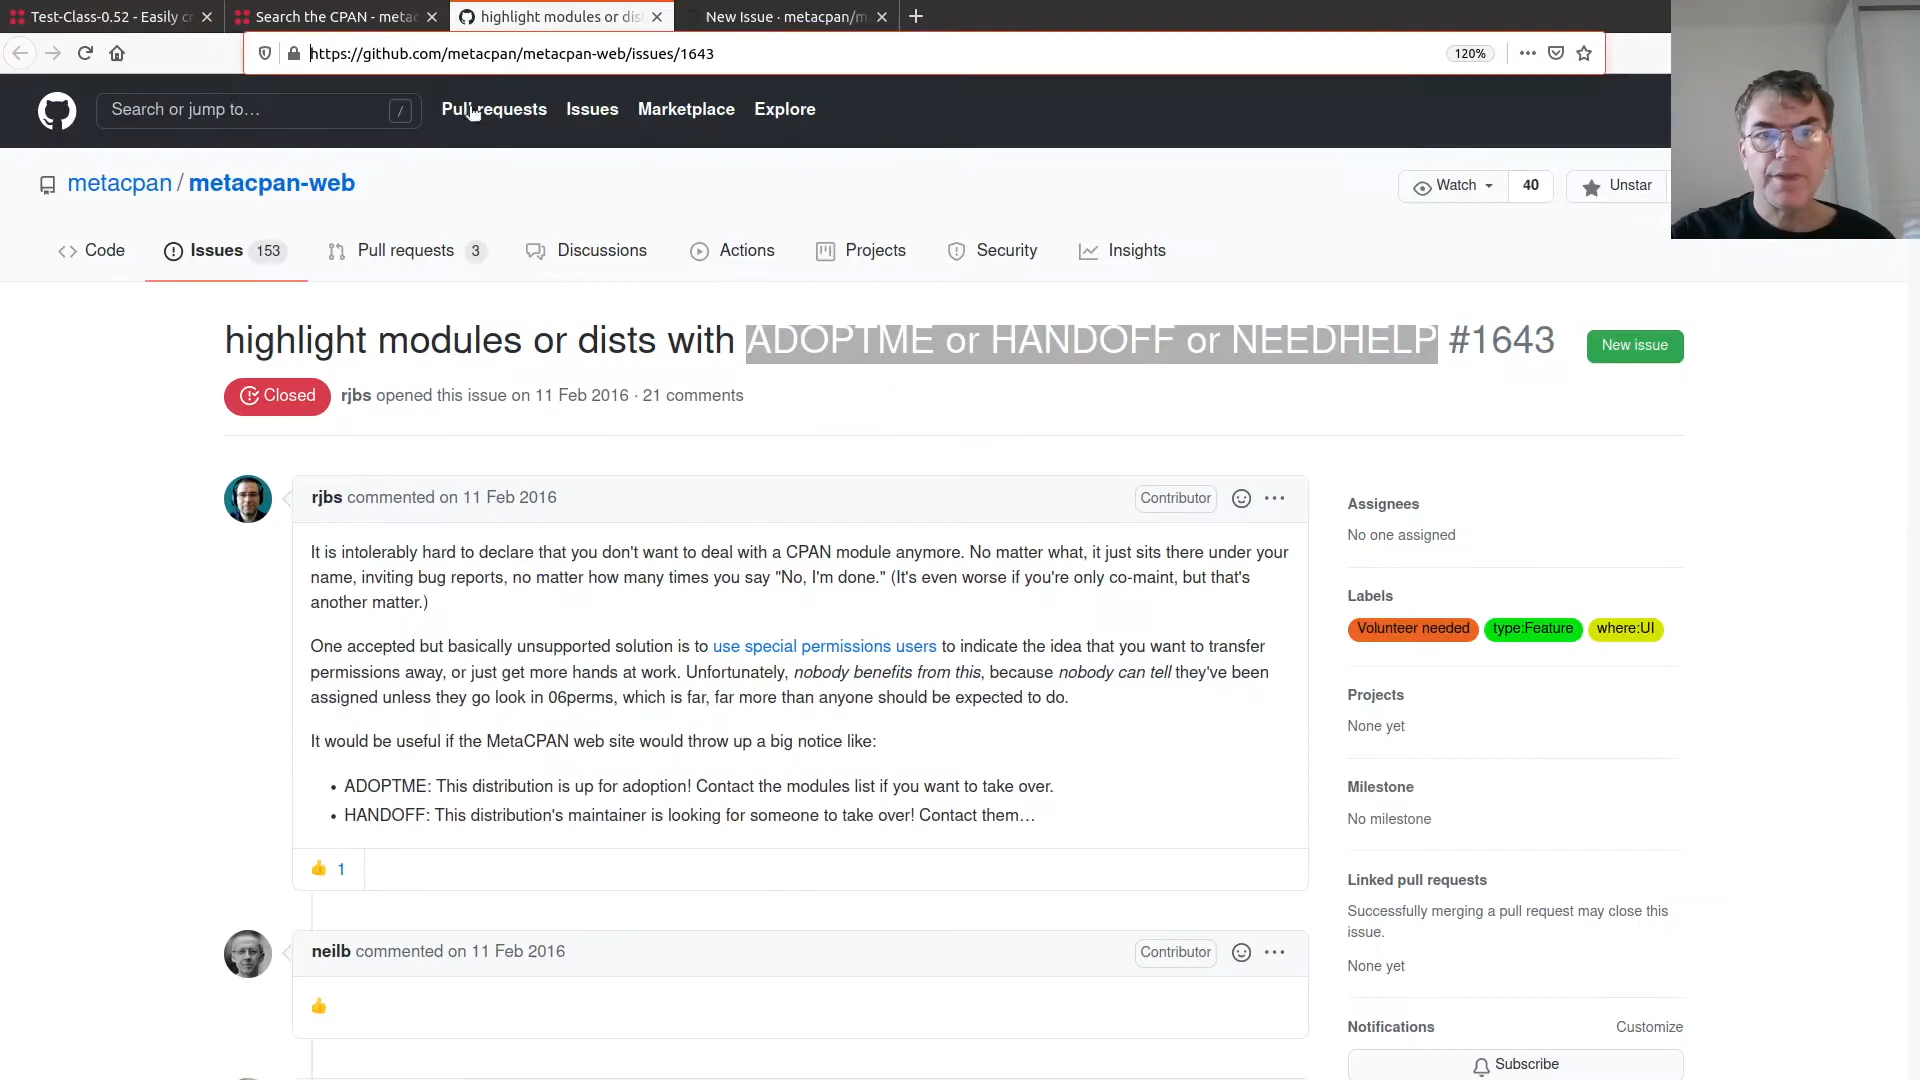 Test-Class-0.52 - Easily cr
Search the CPAN - metac
highlight modules or dis
New Issue · metacpan/m
https://github.com/metacpan/metacpan-web/issues/1643
120%
Search or jump to…
/
Pull requests
Issues
Marketplace
Explore
metacpan / metacpan-web
Watch
40
Unstar
Code
Issues 153
Pull requests 3
Discussions
Actions
Projects
Security
Insights
highlight modules or dists with ADOPTME or HANDOFF or NEEDHELP #1643
New issue
Closed
rjbs opened this issue on 11 Feb 2016 · 21 comments
rjbs commented on 11 Feb 2016
Contributor
It is intolerably hard to declare that you don't want to deal with a CPAN module anymore. No matter what, it just sits there under your
name, inviting bug reports, no matter how many times you say "No, I'm done." (It's even worse if you're only co-maint, but that's
another matter.)
One accepted but basically unsupported solution is to use special permissions users to indicate the idea that you want to transfer
permissions away, or just get more hands at work. Unfortunately, nobody benefits from this, because nobody can tell they've been
assigned unless they go look in 06perms, which is far, far more than anyone should be expected to do.
It would be useful if the MetaCPAN web site would throw up a big notice like:
• ADOPTME: This distribution is up for adoption! Contact the modules list if you want to take over.
• HANDOFF: This distribution's maintainer is looking for someone to take over! Contact them…
👍 1
neilb commented on 11 Feb 2016
Contributor
👍
Assignees
No one assigned
Labels
Volunteer needed
type:Feature
where:UI
Projects
None yet
Milestone
No milestone
Linked pull requests
Successfully merging a pull request may close this
issue.
None yet
Notifications
Customize
Subscribe